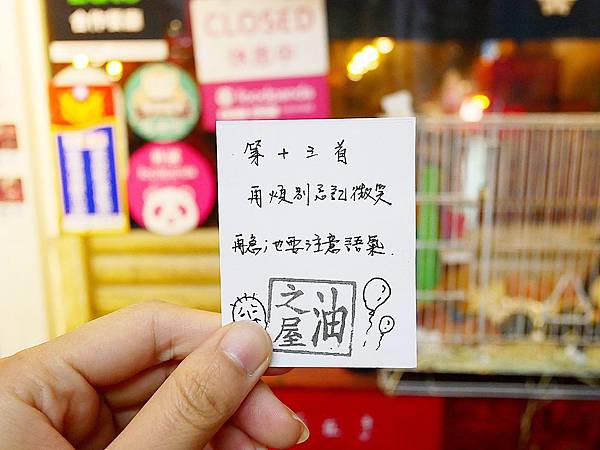 CLOSED
休息中
foodpanda
第十三首
再煩別忘記微笑
再急也要注意語氣.
油之屋